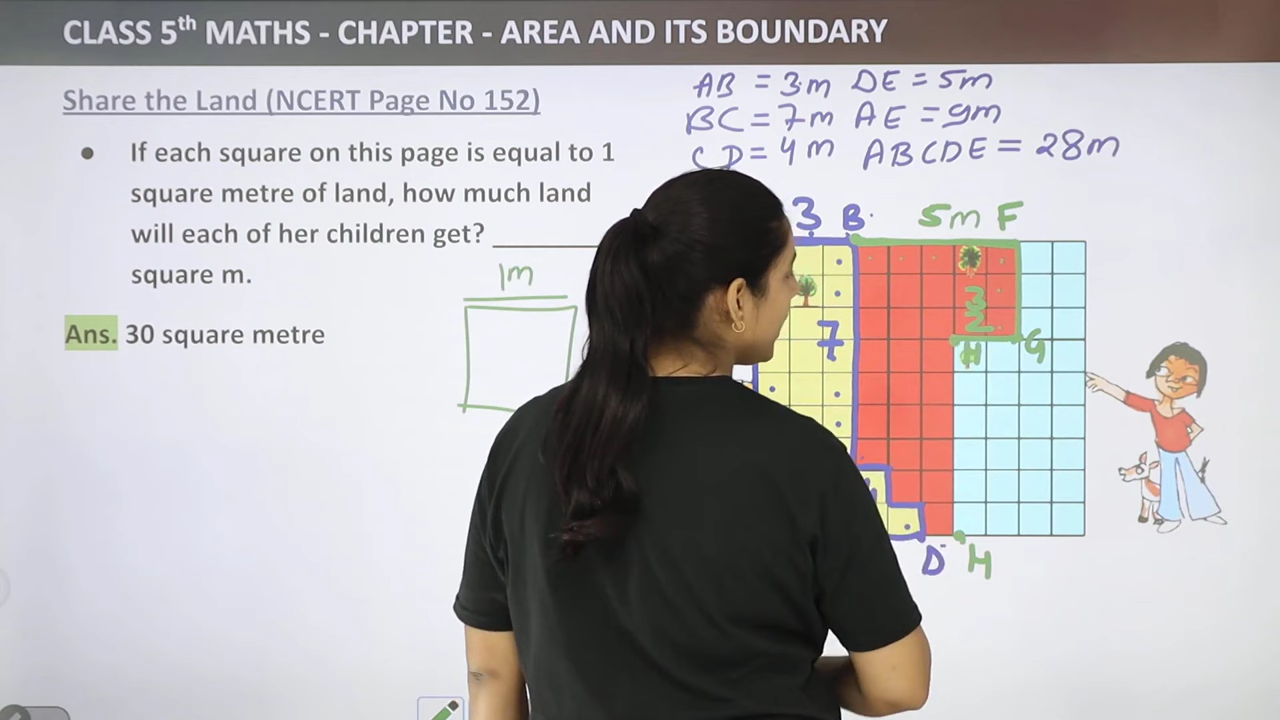 CLASS 5th MATHS - CHAPTER - AREA AND ITS BOUNDARY
Share the Land (NCERT Page No 152)
• If each square on this page is equal to 1
square metre of land, how much land
will each of her children get? ________
square m.
Ans. 30 square metre
AB = 3m DE = 5m
BC = 7m AE = 9m
CD = 4m ABCDE = 28m
1m
3 B 5m F
7
3
2
H G
D H